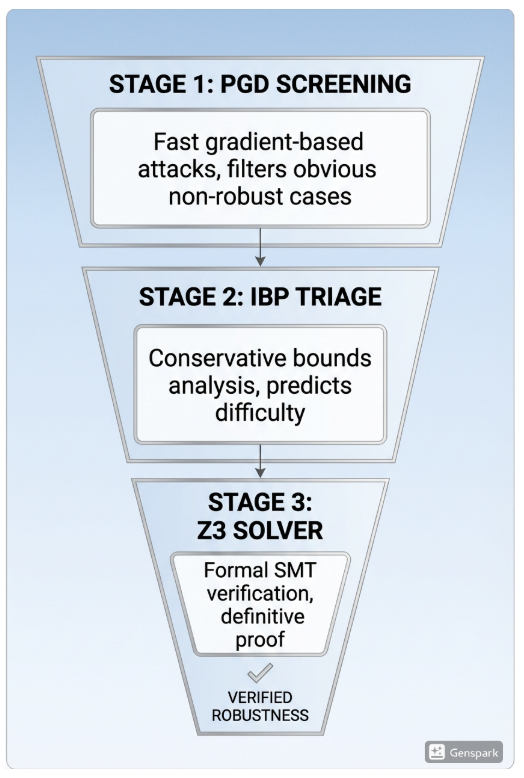 STAGE 1: PGD SCREENING
Fast gradient-based
attacks, filters obvious
non-robust cases
STAGE 2: IBP TRIAGE
Conservative bounds
analysis, predicts
difficulty
STAGE 3:
Z3 SOLVER
Formal SMT
verification,
definitive
proof
VERIFIED
ROBUSTNESS
Genspark